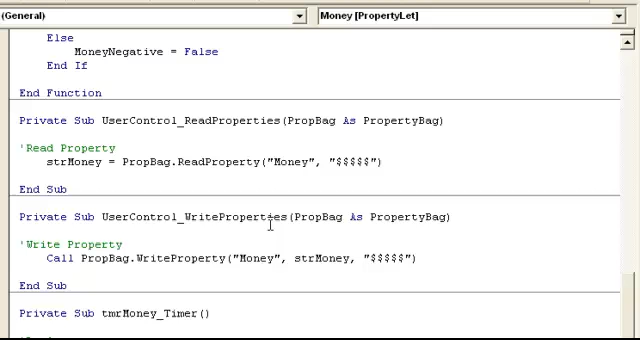 (General)
Money [PropertyLet]
Else
MoneyNegative = False
End If
End Function
Private Sub UserControl_ReadProperties(PropBag As PropertyBag)
'Read Property
strMoney = PropBag.ReadProperty("Money", "$$$$$")
End Sub
Private Sub UserControl_WriteProperties(PropBag As PropertyBag)
'Write Property
Call PropBag.WriteProperty("Money", strMoney, "$$$$$")
End Sub
Private Sub tmrMoney_Timer()